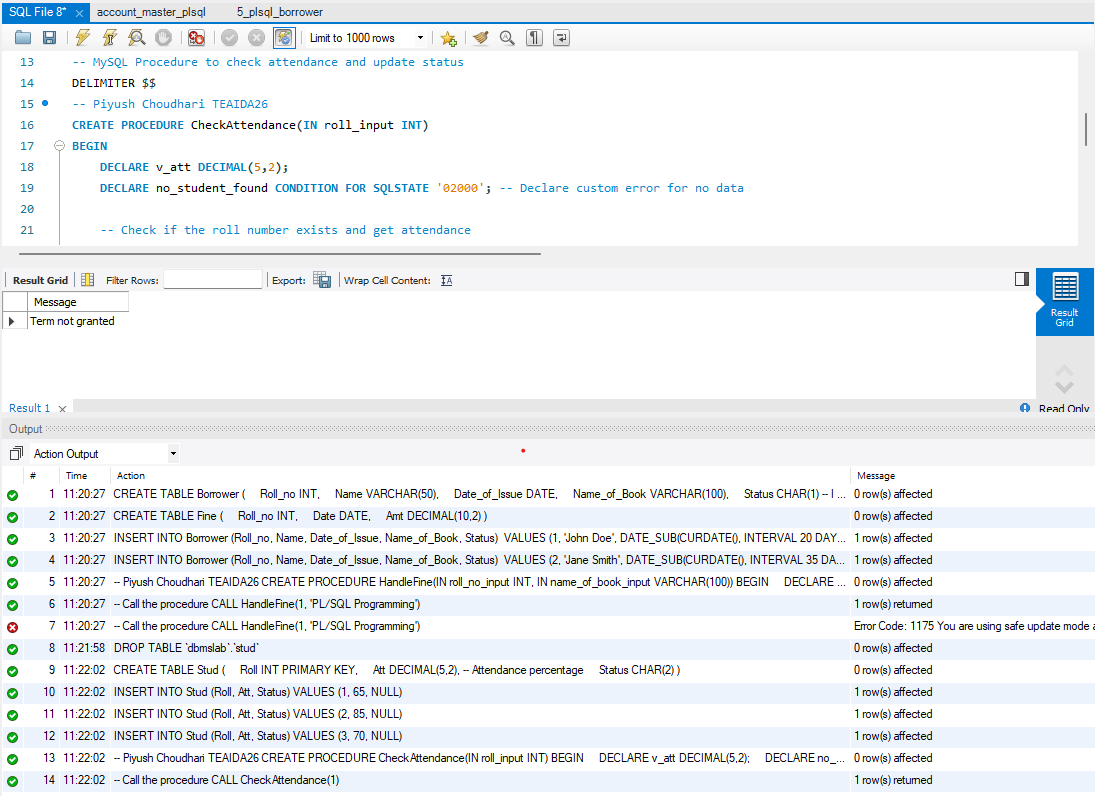 SQL File 8* account_master_plsql 5_plsql_borrower
Limit to 1000 rows
13 -- MySQL Procedure to check attendance and update status
14 DELIMITER $$
15 -- Piyush Choudhari TEAIDA26
16 CREATE PROCEDURE CheckAttendance(IN roll_input INT)
17 BEGIN
18 DECLARE v_att DECIMAL(5,2);
19 DECLARE no_student_found CONDITION FOR SQLSTATE '02000'; -- Declare custom error for no data
20
21 -- Check if the roll number exists and get attendance
Result Grid Filter Rows: Export: Wrap Cell Content:
Message
Term not granted
Result Grid
Result 1 Read Only
Output
Action Output
# Time Action Message
1 11:20:27 CREATE TABLE Borrower ( Roll_no INT, Name VARCHAR(50), Date_of_Issue DATE, Name_of_Book VARCHAR(100), Status CHAR(1) -- I ... 0 row(s) affected
2 11:20:27 CREATE TABLE Fine ( Roll_no INT, Date DATE, Amt DECIMAL(10,2) ) 0 row(s) affected
3 11:20:27 INSERT INTO Borrower (Roll_no, Name, Date_of_Issue, Name_of_Book, Status) VALUES (1, 'John Doe', DATE_SUB(CURDATE(), INTERVAL 20 DAY... 1 row(s) affected
4 11:20:27 INSERT INTO Borrower (Roll_no, Name, Date_of_Issue, Name_of_Book, Status) VALUES (2, 'Jane Smith', DATE_SUB(CURDATE(), INTERVAL 35 DA... 1 row(s) affected
5 11:20:27 -- Piyush Choudhari TEAIDA26 CREATE PROCEDURE HandleFine(IN roll_no_input INT, IN name_of_book_input VARCHAR(100)) BEGIN DECLARE ... 0 row(s) affected
6 11:20:27 -- Call the procedure CALL HandleFine(1, 'PL/SQL Programming') 1 row(s) returned
7 11:20:27 -- Call the procedure CALL HandleFine(1, 'PL/SQL Programming') Error Code: 1175 You are using safe update mode a
8 11:21:58 DROP TABLE `dbmslab`.`stud` 0 row(s) affected
9 11:22:02 CREATE TABLE Stud ( Roll INT PRIMARY KEY, Att DECIMAL(5,2), -- Attendance percentage Status CHAR(2) ) 0 row(s) affected
10 11:22:02 INSERT INTO Stud (Roll, Att, Status) VALUES (1, 65, NULL) 1 row(s) affected
11 11:22:02 INSERT INTO Stud (Roll, Att, Status) VALUES (2, 85, NULL) 1 row(s) affected
12 11:22:02 INSERT INTO Stud (Roll, Att, Status) VALUES (3, 70, NULL) 1 row(s) affected
13 11:22:02 -- Piyush Choudhari TEAIDA26 CREATE PROCEDURE CheckAttendance(IN roll_input INT) BEGIN DECLARE v_att DECIMAL(5,2); DECLARE no_... 0 row(s) affected
14 11:22:02 -- Call the procedure CALL CheckAttendance(1) 1 row(s) returned